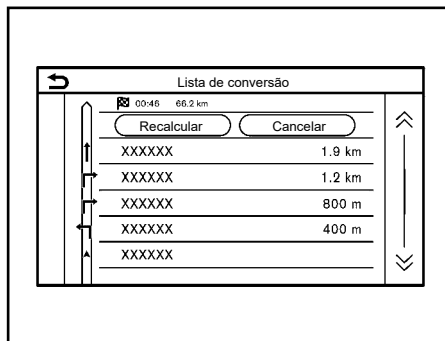 Lista de conversão
00:46 66.2 km
Recalcular Cancelar
XXXXXX 1.9 km
XXXXXX 1.2 km
XXXXXX 800 m
XXXXXX 400 m
XXXXXX